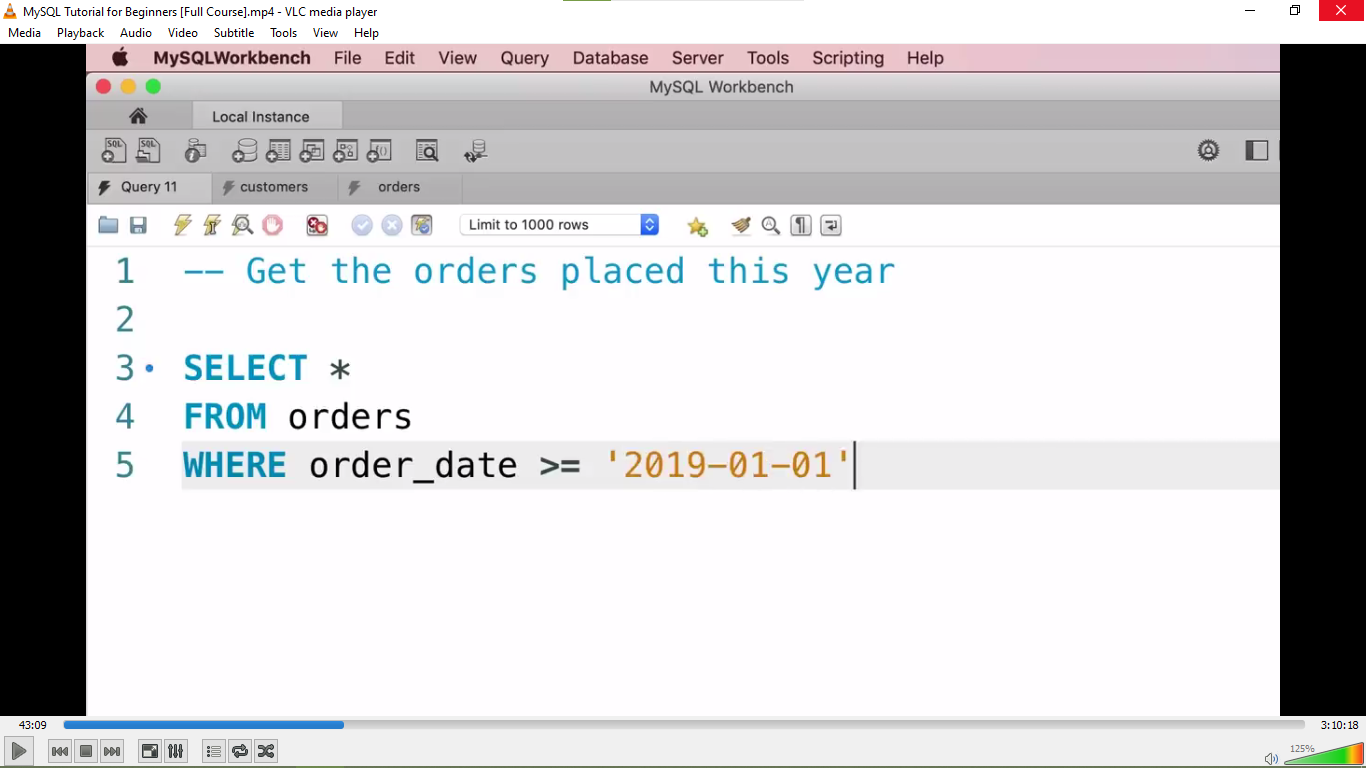 MySQL Tutorial for Beginners [Full Course].mp4 - VLC media player
Media Playback Audio Video Subtitle Tools View Help
MySQLWorkbench File Edit View Query Database Server Tools Scripting Help
MySQL Workbench
Local Instance
SQL SQL
Query 11 customers orders
Limit to 1000 rows
1 -- Get the orders placed this year
2
3 SELECT *
4 FROM orders
5 WHERE order_date >= '2019-01-01'
43:09 3:10:18
125%